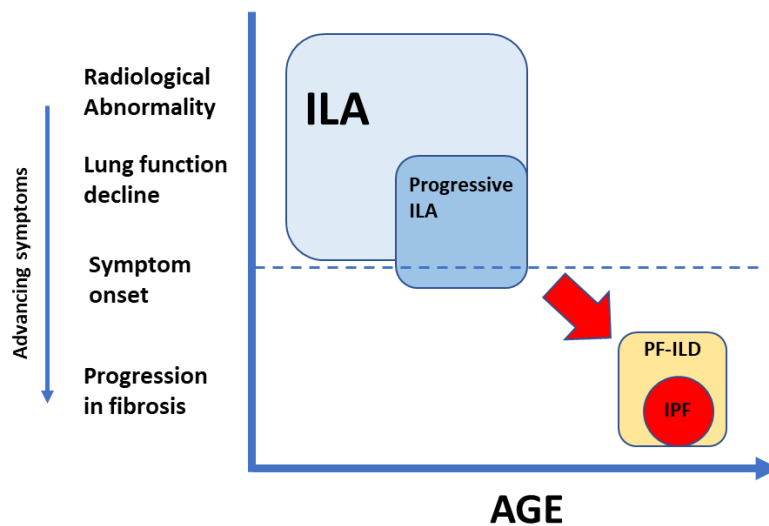 Radiological
Abnormality
Lung function
decline
Symptom
onset
Progression
in fibrosis
Advancing symptoms
ILA
Progressive
ILA
PF-ILD
IPF
AGE